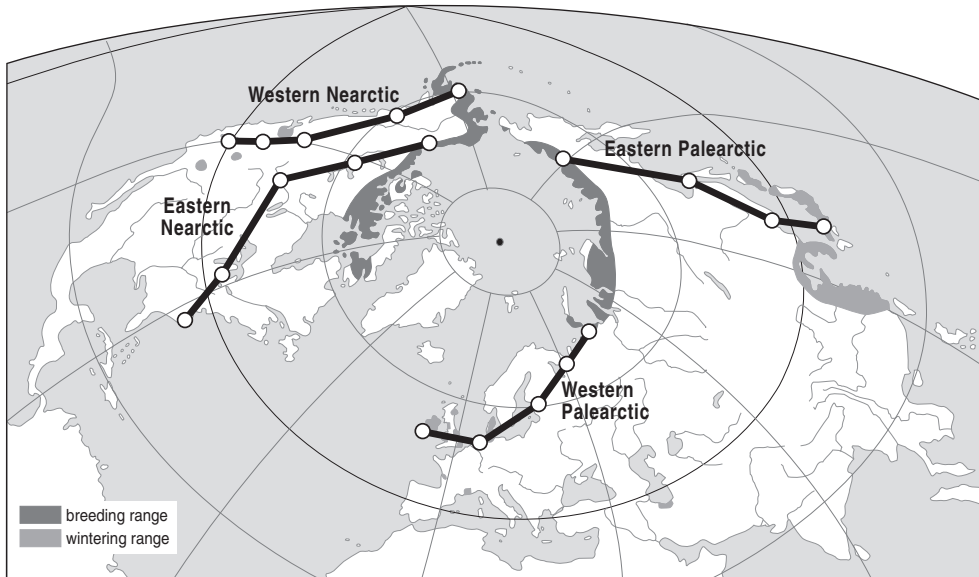 Western Nearctic
Eastern Palearctic
Eastern
Nearctic
Western
Palearctic
breeding range
wintering range